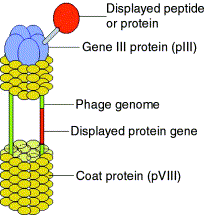 Displayed peptide
or protein
Gene III protein (pIII)
Phage genome
Displayed protein gene
Coat protein (pVIII)